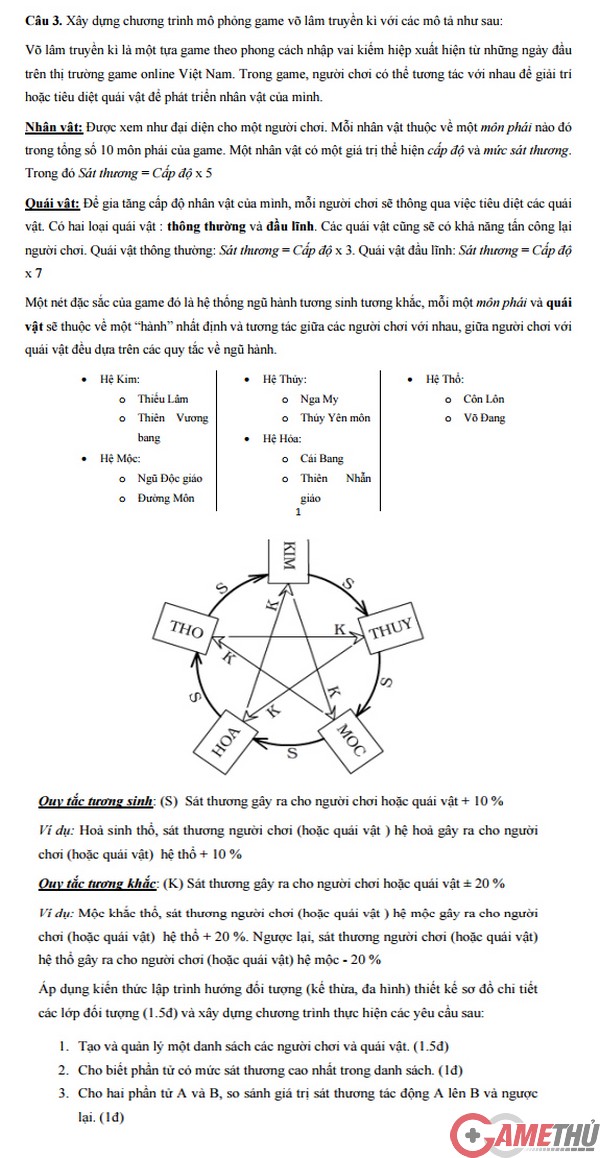 Câu 3. Xây dựng chương trình mô phỏng game võ lâm truyền kì với các mô tả như sau:
Võ lâm truyền kì là một tựa game theo phong cách nhập vai kiếm hiệp xuất hiện từ những ngày đầu
trên thị trường game online Việt Nam. Trong game, người chơi có thể tương tác với nhau để giải trí
hoặc tiêu diệt quái vật để phát triển nhân vật của mình.
Nhân vật: Được xem như đại diện cho một người chơi. Mỗi nhân vật thuộc về một môn phái nào đó
trong tổng số 10 môn phái của game. Một nhân vật có một giá trị thể hiện cấp độ và mức sát thương.
Trong đó Sát thương = Cấp độ x 5
Quái vật: Để gia tăng cấp độ nhân vật của mình, mỗi người chơi sẽ thông qua việc tiêu diệt các quái
vật. Có hai loại quái vật : thông thường và đầu lĩnh. Các quái vật cũng sẽ có khả năng tấn công lại
người chơi. Quái vật thông thường: Sát thương = Cấp độ x 3. Quái vật đầu lĩnh: Sát thương = Cấp độ
x 7
Một nét đặc sắc của game đó là hệ thống ngũ hành tương sinh tương khắc, mỗi một môn phái và quái
vật sẽ thuộc về một “hành” nhất định và tương tác giữa các người chơi với nhau, giữa người chơi với
quái vật đều dựa trên các quy tắc về ngũ hành.
• Hệ Kim:
o Thiếu Lâm
o Thiên Vương
bang
• Hệ Mộc:
o Ngũ Độc giáo
o Đường Môn
• Hệ Thủy:
o Nga My
o Thúy Yên môn
• Hệ Hỏa:
o Cái Bang
o Thiên Nhẫn
giáo
• Hệ Thổ:
o Côn Lôn
o Võ Đang
1
KIM
S
S
K
THO
K
THUY
K
K
S
S
K
HOA
MOC
S
Quy tắc tương sinh: (S) Sát thương gây ra cho người chơi hoặc quái vật + 10 %
Ví dụ: Hoả sinh thổ, sát thương người chơi (hoặc quái vật ) hệ hoả gây ra cho người
chơi (hoặc quái vật) hệ thổ + 10 %
Quy tắc tương khắc: (K) Sát thương gây ra cho người chơi hoặc quái vật ± 20 %
Ví dụ: Mộc khắc thổ, sát thương người chơi (hoặc quái vật ) hệ mộc gây ra cho người
chơi (hoặc quái vật) hệ thổ + 20 %. Ngược lại, sát thương người chơi (hoặc quái vật)
hệ thổ gây ra cho người chơi (hoặc quái vật) hệ mộc - 20 %
Áp dụng kiến thức lập trình hướng đối tượng (kế thừa, đa hình) thiết kế sơ đồ chi tiết
các lớp đối tượng (1.5đ) và xây dựng chương trình thực hiện các yêu cầu sau:
1. Tạo và quản lý một danh sách các người chơi và quái vật. (1.5đ)
2. Cho biết phần tử có mức sát thương cao nhất trong danh sách. (1đ)
3. Cho hai phần tử A và B, so sánh giá trị sát thương tác động A lên B và ngược
lại. (1đ)
GAMETHỦ